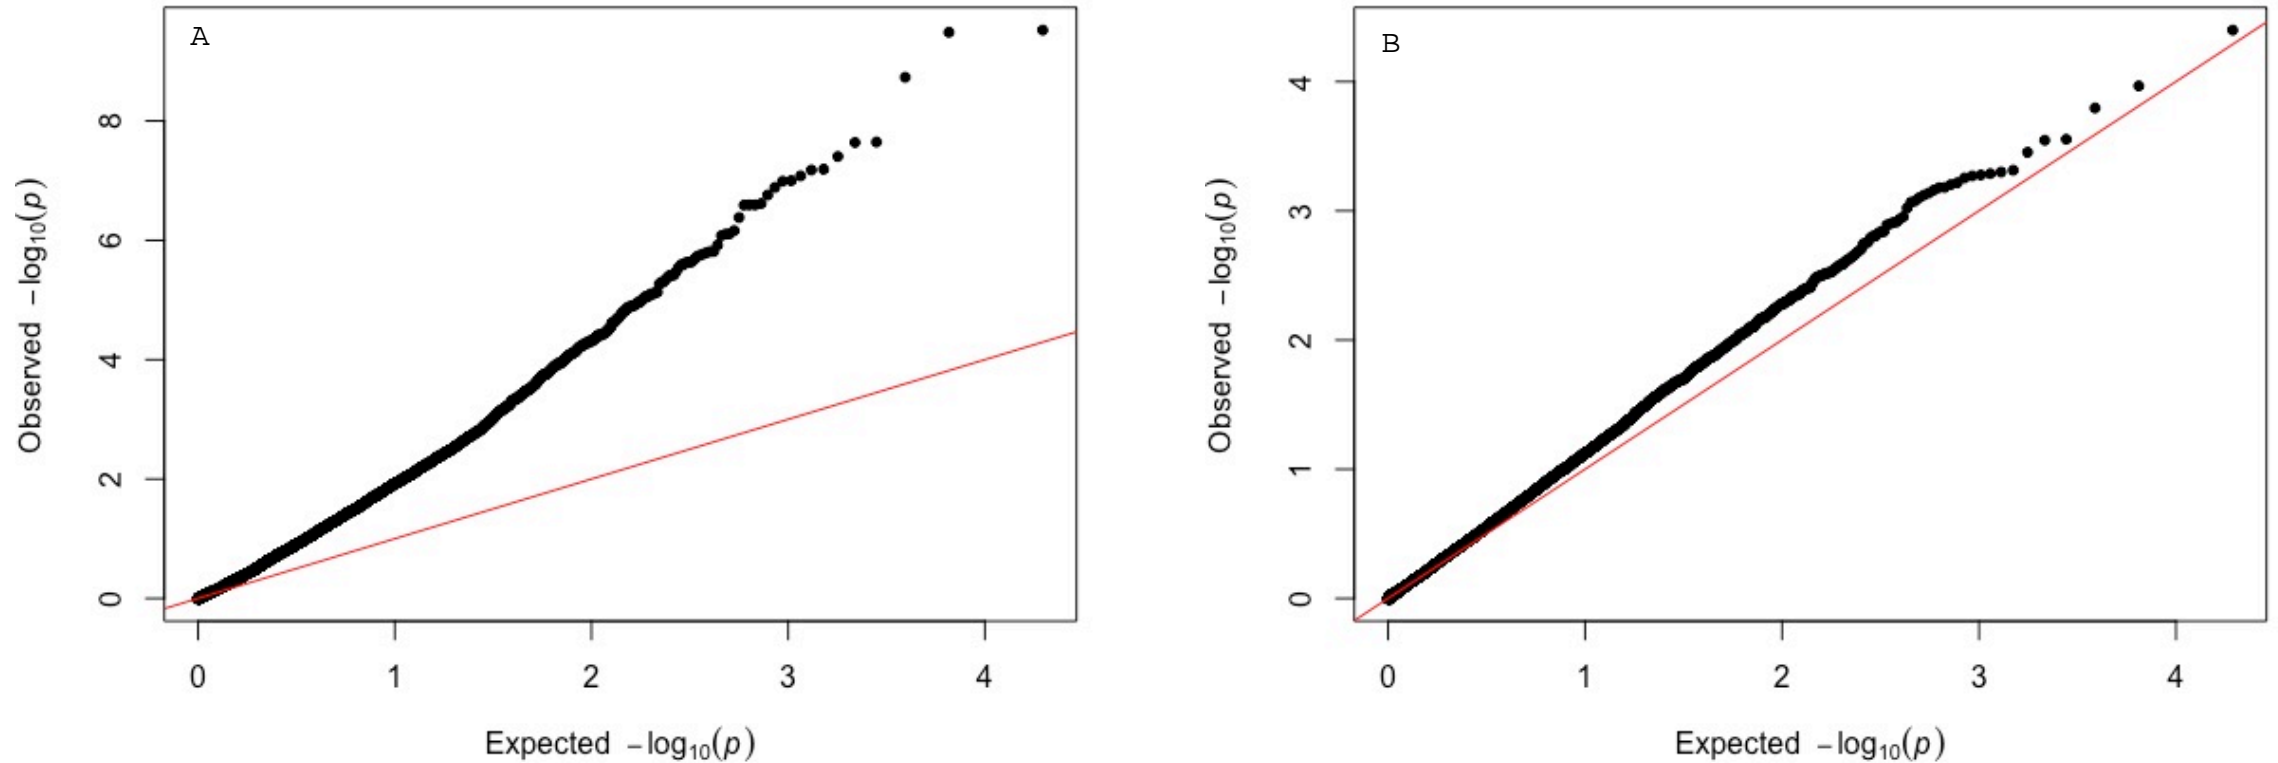 A
Observed −log10(p)
8
6
4
2
0
0 1 2 3 4
Expected −log10(p)
B
Observed −log10(p)
4
3
2
1
0
0 1 2 3 4
Expected −log10(p)